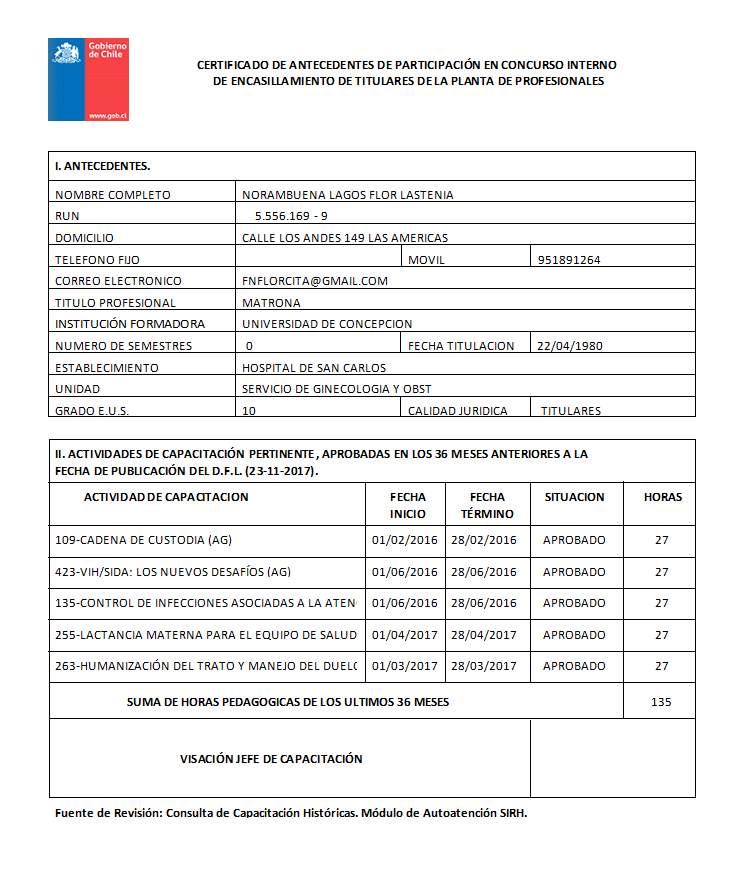 Gobierno
de Chile
www.gob.cl
CERTIFICADO DE ANTECEDENTES DE PARTICIPACIÓN EN CONCURSO INTERNO
DE ENCASILLAMIENTO DE TITULARES DE LA PLANTA DE PROFESIONALES
I. ANTECEDENTES.
NOMBRE COMPLETO NORAMBUENA LAGOS FLOR LASTENIA
RUN 5.556.169 - 9
DOMICILIO CALLE LOS ANDES 149 LAS AMERICAS
TELEFONO FIJO MOVIL 951891264
CORREO ELECTRONICO FNFLORCITA@GMAIL.COM
TITULO PROFESIONAL MATRONA
INSTITUCIÓN FORMADORA UNIVERSIDAD DE CONCEPCION
NUMERO DE SEMESTRES 0 FECHA TITULACION 22/04/1980
ESTABLECIMIENTO HOSPITAL DE SAN CARLOS
UNIDAD SERVICIO DE GINECOLOGIA Y OBST
GRADO E.U.S. 10 CALIDAD JURIDICA TITULARES
II. ACTIVIDADES DE CAPACITACIÓN PERTINENTE, APROBADAS EN LOS 36 MESES ANTERIORES A LA
FECHA DE PUBLICACIÓN DEL D.F.L. (23-11-2017).
ACTIVIDAD DE CAPACITACION FECHA INICIO FECHA TÉRMINO SITUACION HORAS
109-CADENA DE CUSTODIA (AG) 01/02/2016 28/02/2016 APROBADO 27
423-VIH/SIDA: LOS NUEVOS DESAFÍOS (AG) 01/06/2016 28/06/2016 APROBADO 27
135-CONTROL DE INFECCIONES ASOCIADAS A LA ATEN 01/06/2016 28/06/2016 APROBADO 27
255-LACTANCIA MATERNA PARA EL EQUIPO DE SALUD 01/04/2017 28/04/2017 APROBADO 27
263-HUMANIZACIÓN DEL TRATO Y MANEJO DEL DUELO 01/03/2017 28/03/2017 APROBADO 27
SUMA DE HORAS PEDAGOGICAS DE LOS ULTIMOS 36 MESES 135
VISACIÓN JEFE DE CAPACITACIÓN
Fuente de Revisión: Consulta de Capacitación Históricas. Módulo de Autoatención SIRH.